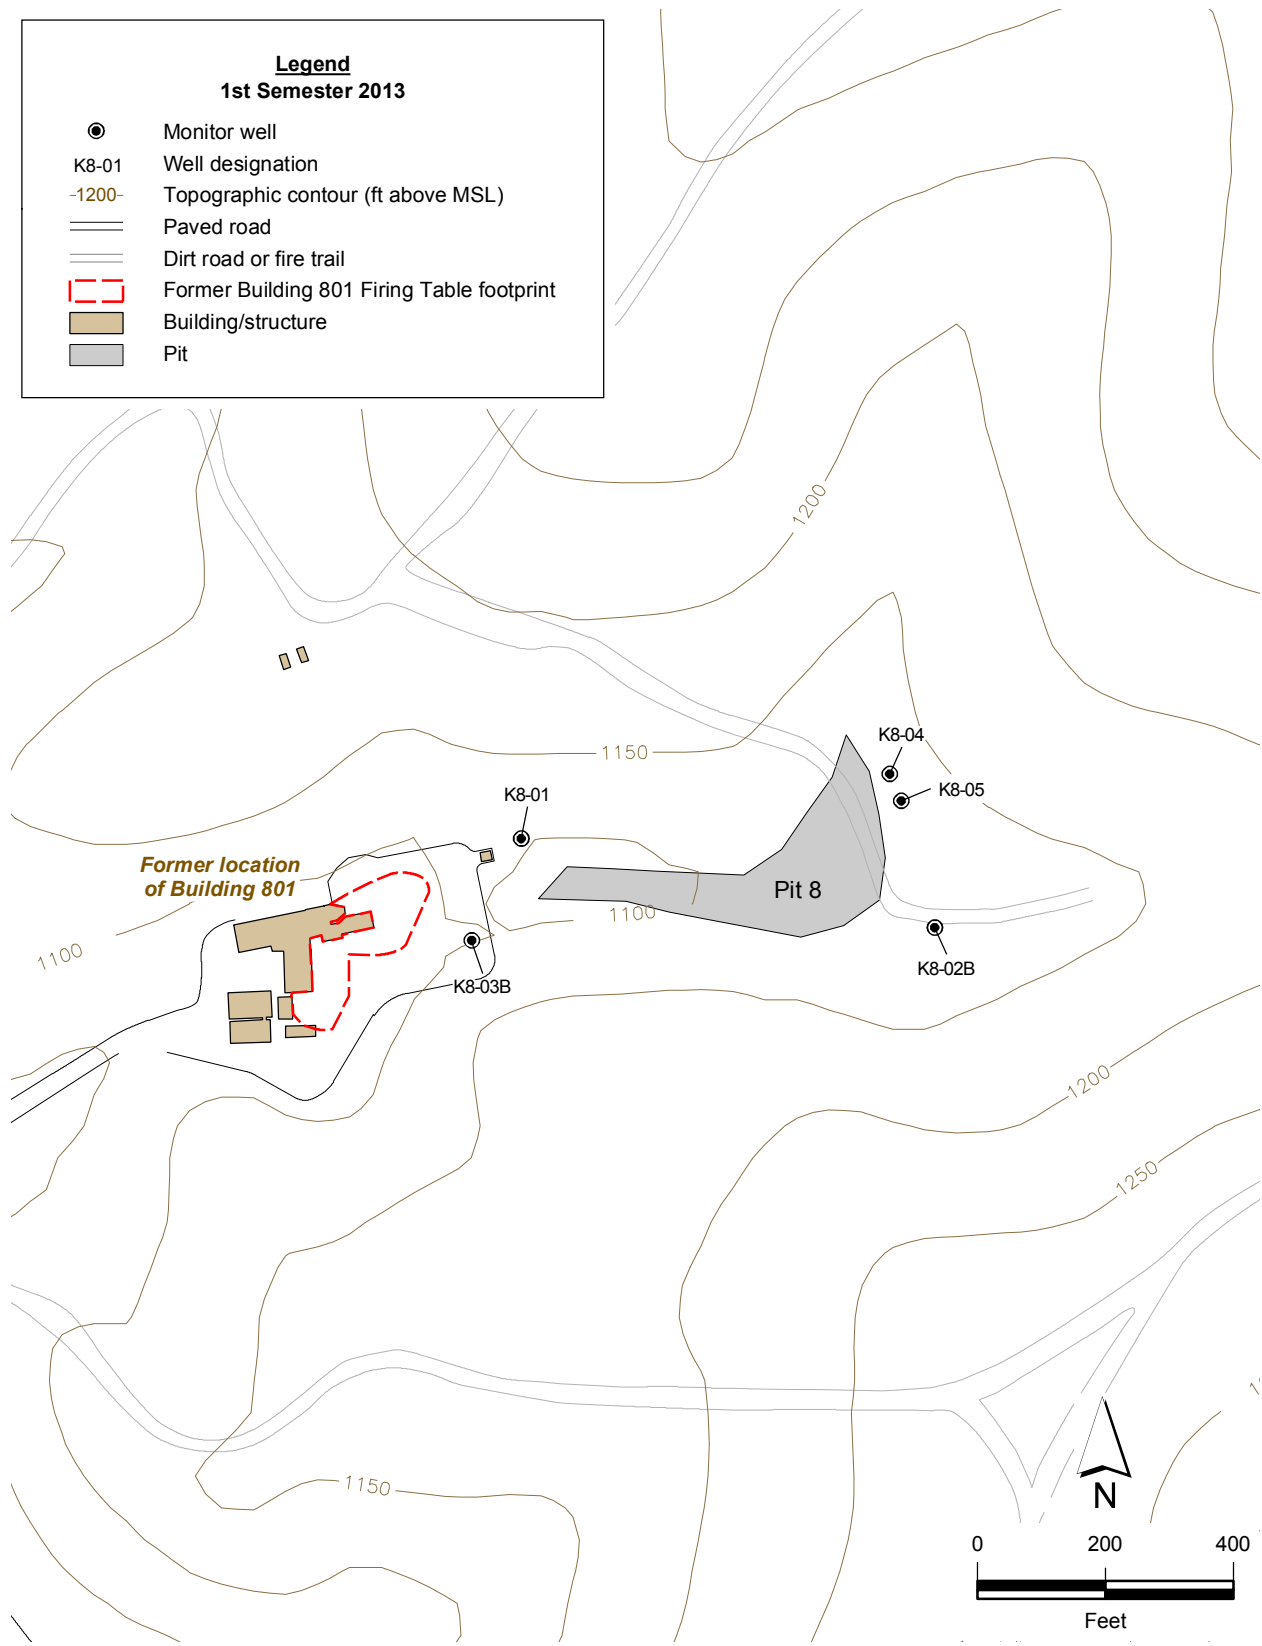 Legend
1st Semester 2013
Monitor well
K8-01 Well designation
-1200- Topographic contour (ft above MSL)
Paved road
Dirt road or fire trail
Former Building 801 Firing Table footprint
Building/structure
Pit
1200
K8-04
1150
K8-05
K8-01
Former location
of Building 801
Pit 8
1100
1100
K8-02B
K8-03B
1200
1250
1150
N
0 200 400
Feet